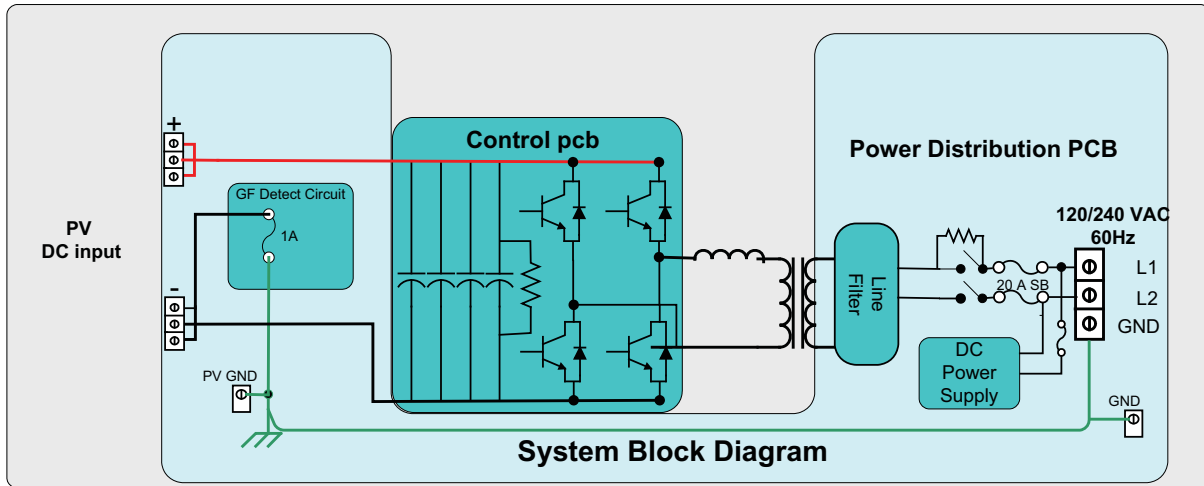 +
Control pcb
Power Distribution PCB
GF Detect Circuit
1A
PV
DC input
-
120/240 VAC
60Hz
L1
L2
GND
20 A SB
Line
Filter
DC
Power
Supply
PV GND
GND
System Block Diagram